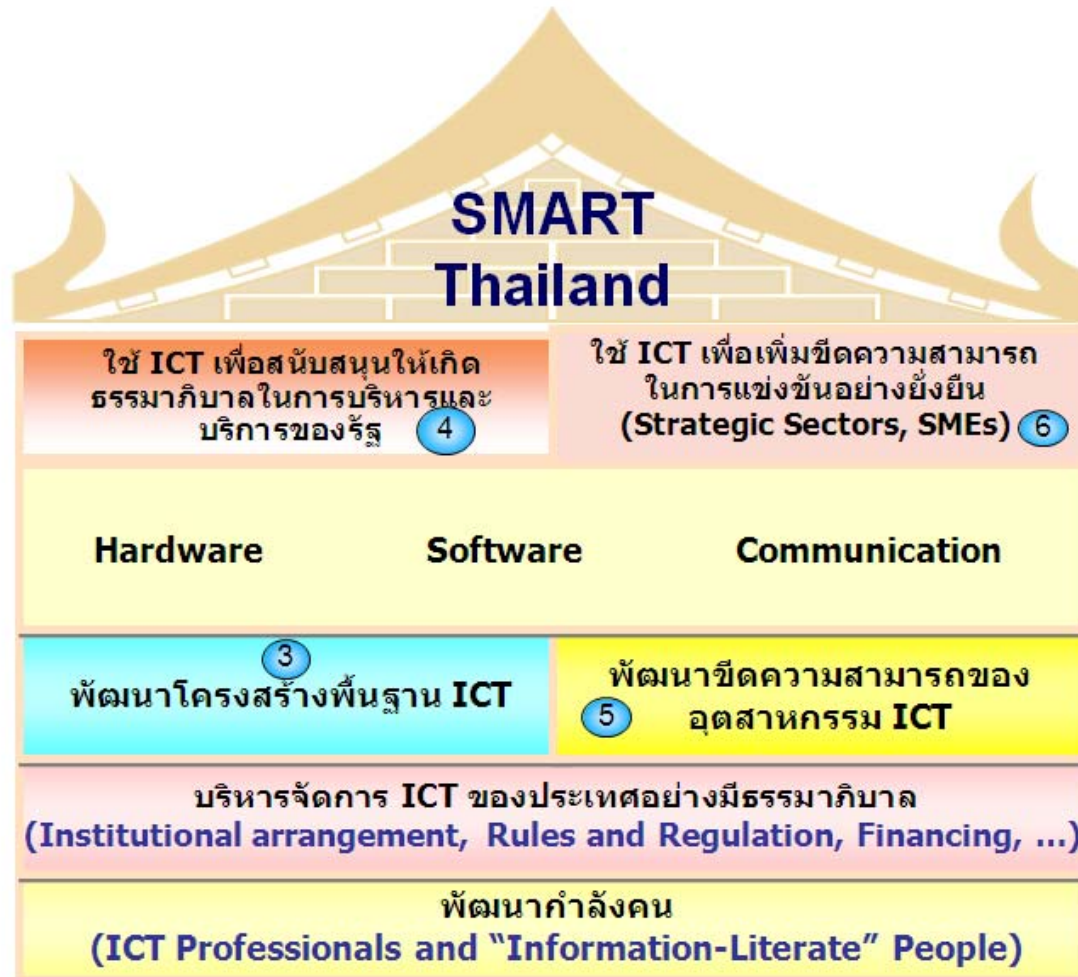 SMART
Thailand
ใช้ ICT เพื่อสนับสนุนให้เกิด
ธรรมาภิบาลในการบริหารและ
บริการของรัฐ 4
ใช้ ICT เพื่อเพิ่มขีดความสามารถ
ในการแข่งขันอย่างยั่งยืน
(Strategic Sectors, SMEs) 6
Hardware Software Communication
3
พัฒนาโครงสร้างพื้นฐาน ICT
พัฒนาขีดความสามารถของ
5 อุตสาหกรรม ICT
บริหารจัดการ ICT ของประเทศอย่างมีธรรมาภิบาล
(Institutional arrangement, Rules and Regulation, Financing, ...)
พัฒนากำลังคน
(ICT Professionals and “Information-Literate” People)